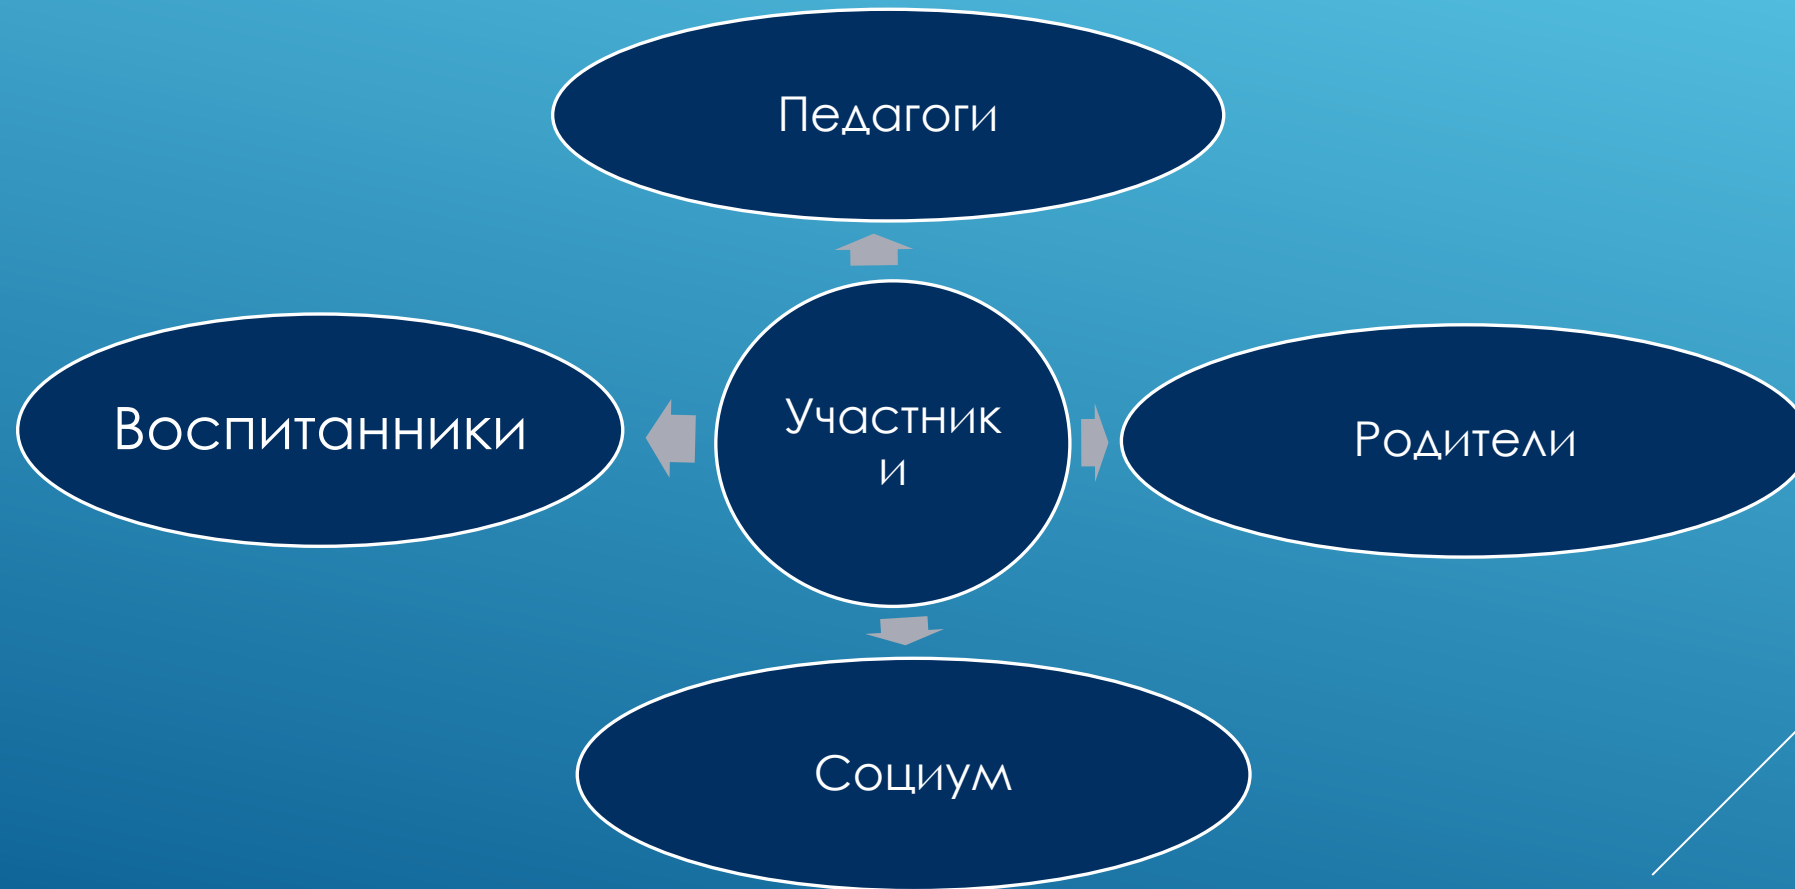 Педагоги
Воспитанники
Участник
и
Родители
Социум